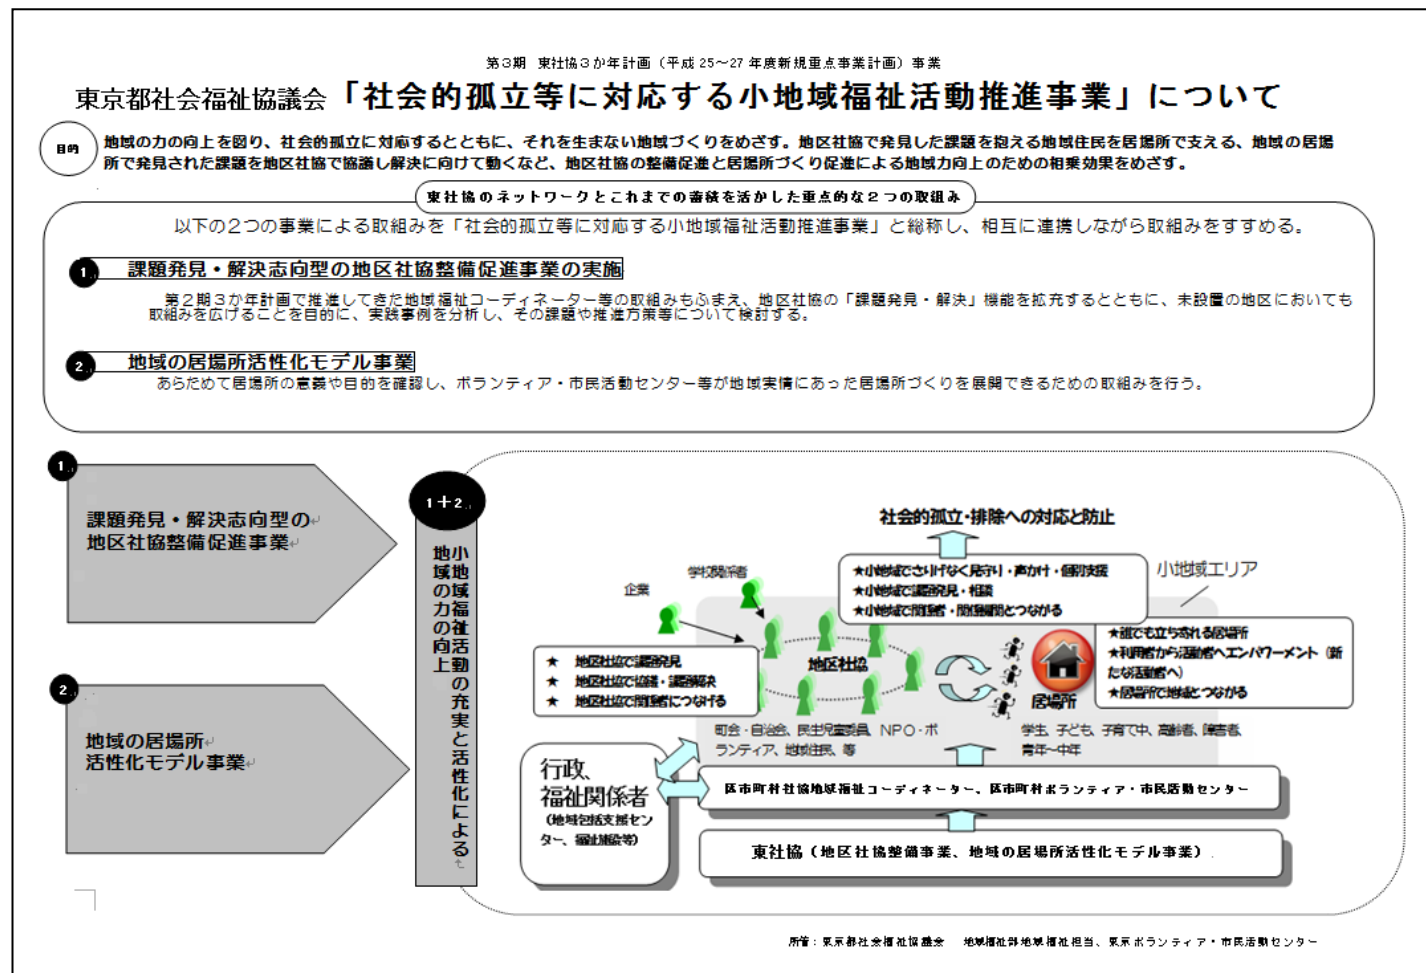 第３期 東社協３か年計画（平成25～27年度新規重点事業計画）事業
東京都社会福祉協議会「社会的孤立等に対応する小地域福祉活動推進事業」について
目的
地域の力の向上を図り、社会的孤立に対応するとともに、それを生まない地域づくりをめざす。地区社協で発見した課題を抱える地域住民を居場所で支える、地域の居場
所で発見された課題を地区社協で協議し解決に向けて動くなど、地区社協の整備促進と居場所づくり促進による地域力向上のための相乗効果をめざす。
東社協のネットワークとこれまでの蓄積を活かした重点的な２つの取組み
以下の２つの事業による取組みを「社会的孤立等に対応する小地域福祉活動推進事業」と総称し、相互に連携しながら取組みをすすめる。
1 課題発見・解決志向型の地区社協整備促進事業の実施
第２期３か年計画で推進してきた地域福祉コーディネーター等の取組みもふまえ、地区社協の「課題発見・解決」機能を拡充するとともに、未設置の地区においても
取組みを広げることを目的に、実践事例を分析し、その課題や推進方策等について検討する。
2 地域の居場所活性化モデル事業
あらためて居場所の意義や目的を確認し、ボランティア・市民活動センター等が地域実情にあった居場所づくりを展開できるための取組みを行う。
1
課題発見・解決志向型の
地区社協整備促進事業
2
地域の居場所
活性化モデル事業
1＋2
小地域福祉活動の充実と活性化による
地域の力の向上
社会的孤立・排除への対応と防止
★小地域でさりげなく見守り・声かけ・個別支援
★小地域で課題発見・相談
★小地域で関係者・関係機関とつながる
小地域エリア
学校関係者
企業
★ 地区社協で課題発見
★ 地区社協で協議・課題解決
★ 地区社協で関係者につなげる
地区社協
居場所
★誰でも立ち寄れる居場所
★利用者から活動者へエンパワーメント（新
たな活動者へ）
★居場所で地域とつながる
町会・自治会、民生児童委員、ＮＰＯ・ボ
ランティア、地域住民、等
学生、子ども、子育て中、高齢者、障害者、
青年～中年
行政、
福祉関係者
（地域包括支援セン
ター、福祉施設等）
区市町村社協地域福祉コーディネーター、区市町村ボランティア・市民活動センター
東社協（地区社協整備事業、地域の居場所活性化モデル事業）
所管：東京都社会福祉協議会 地域福祉部地域福祉担当、東京ボランティア・市民活動センター